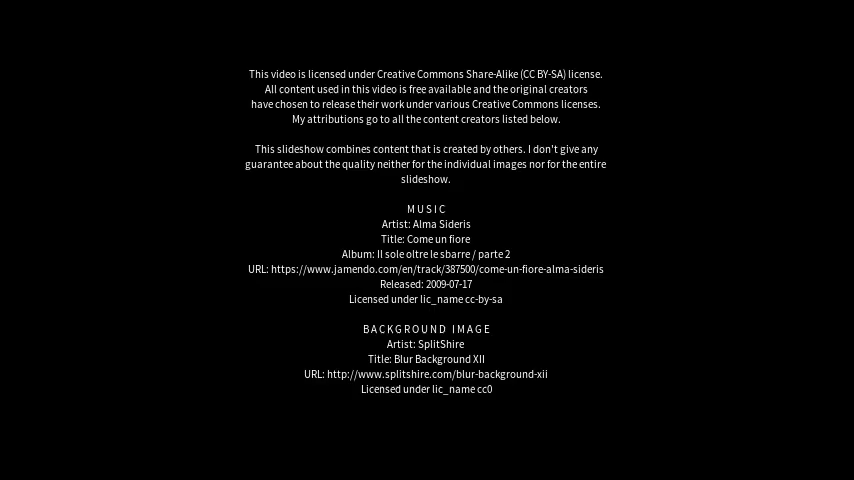 This video is licensed under Creative Commons Share-Alike (CC BY-SA) license.
All content used in this video is free available and the original creators
have chosen to release their work under various Creative Commons licenses.
My attributions go to all the content creators listed below.
This slideshow combines content that is created by others. I don't give any
guarantee about the quality neither for the individual images nor for the entire
slideshow.
MUSIC
Artist: Alma Sideris
Title: Come un fiore
Album: Il sole oltre le sbarre / parte 2
URL: https://www.jamendo.com/en/track/387500/come-un-fiore-alma-sideris
Released: 2009-07-17
Licensed under lic_name cc-by-sa
BACKGROUND IMAGE
Artist: SplitShire
Title: Blur Background XII
URL: http://www.splitshire.com/blur-background-xii
Licensed under lic_name cc0